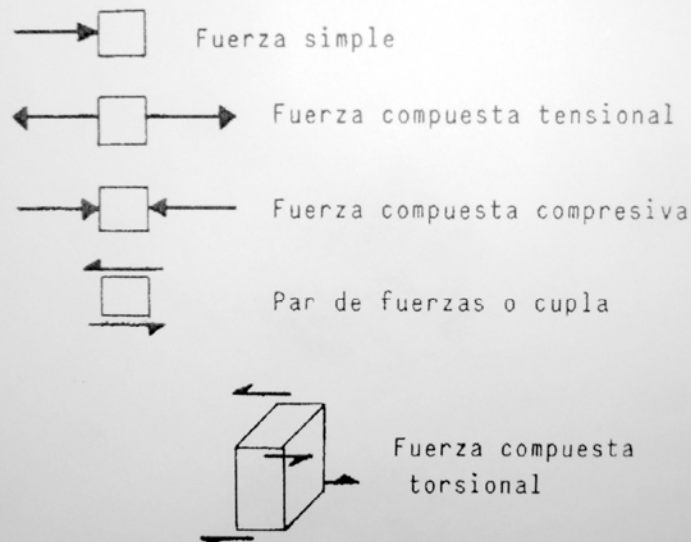 Fuerza simple
Fuerza compuesta tensional
Fuerza compuesta compresiva
Par de fuerzas o cupla
Fuerza compuesta
torsional